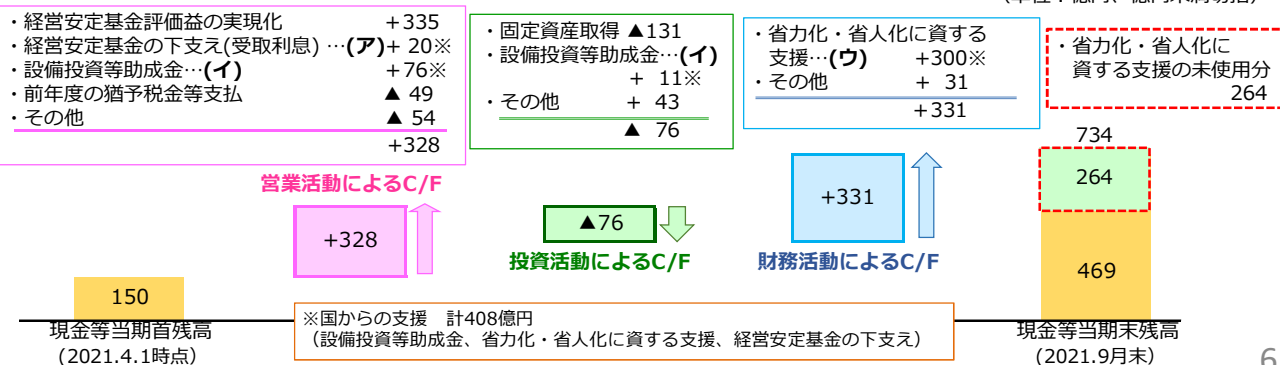 ・経営安定基金評価益の実現化 +335
・経営安定基金の下支え(受取利息) …(ア)+ 20※
・設備投資等助成金…(イ) +76※
・前年度の猶予税金等支払 ▲ 49
・その他 ▲ 54
+328
・固定資産取得 ▲131
・設備投資等助成金…(イ)
+ 11※
・その他 + 43
▲ 76
・省力化・省人化に資する
支援…(ウ) +300※
・その他 + 31
+331
・省力化・省人化に
資する支援の未使用分
264
734
264
469
営業活動によるC/F
+328
▲76
投資活動によるC/F
+331
財務活動によるC/F
150
現金等当期首残高
(2021.4.1時点)
※国からの支援 計408億円
(設備投資等助成金、省力化・省人化に資する支援、経営安定基金の下支え)
現金等当期末残高
(2021.9月末)
6